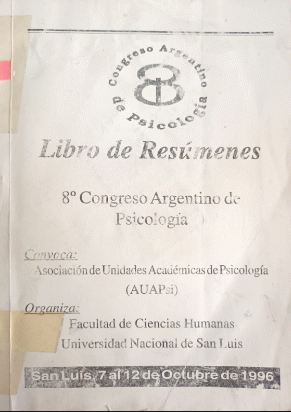 Congreso Argentino
de Psicología
Libro de Resúmenes
8º Congreso Argentino de
Psicología
Convoca:
Asociación de Unidades Académicas de Psicología
(AUAPsi)
Organiza:
Facultad de Ciencias Humanas
Universidad Nacional de San Luis
San Luis, 7 al 12 de Octubre de 1996